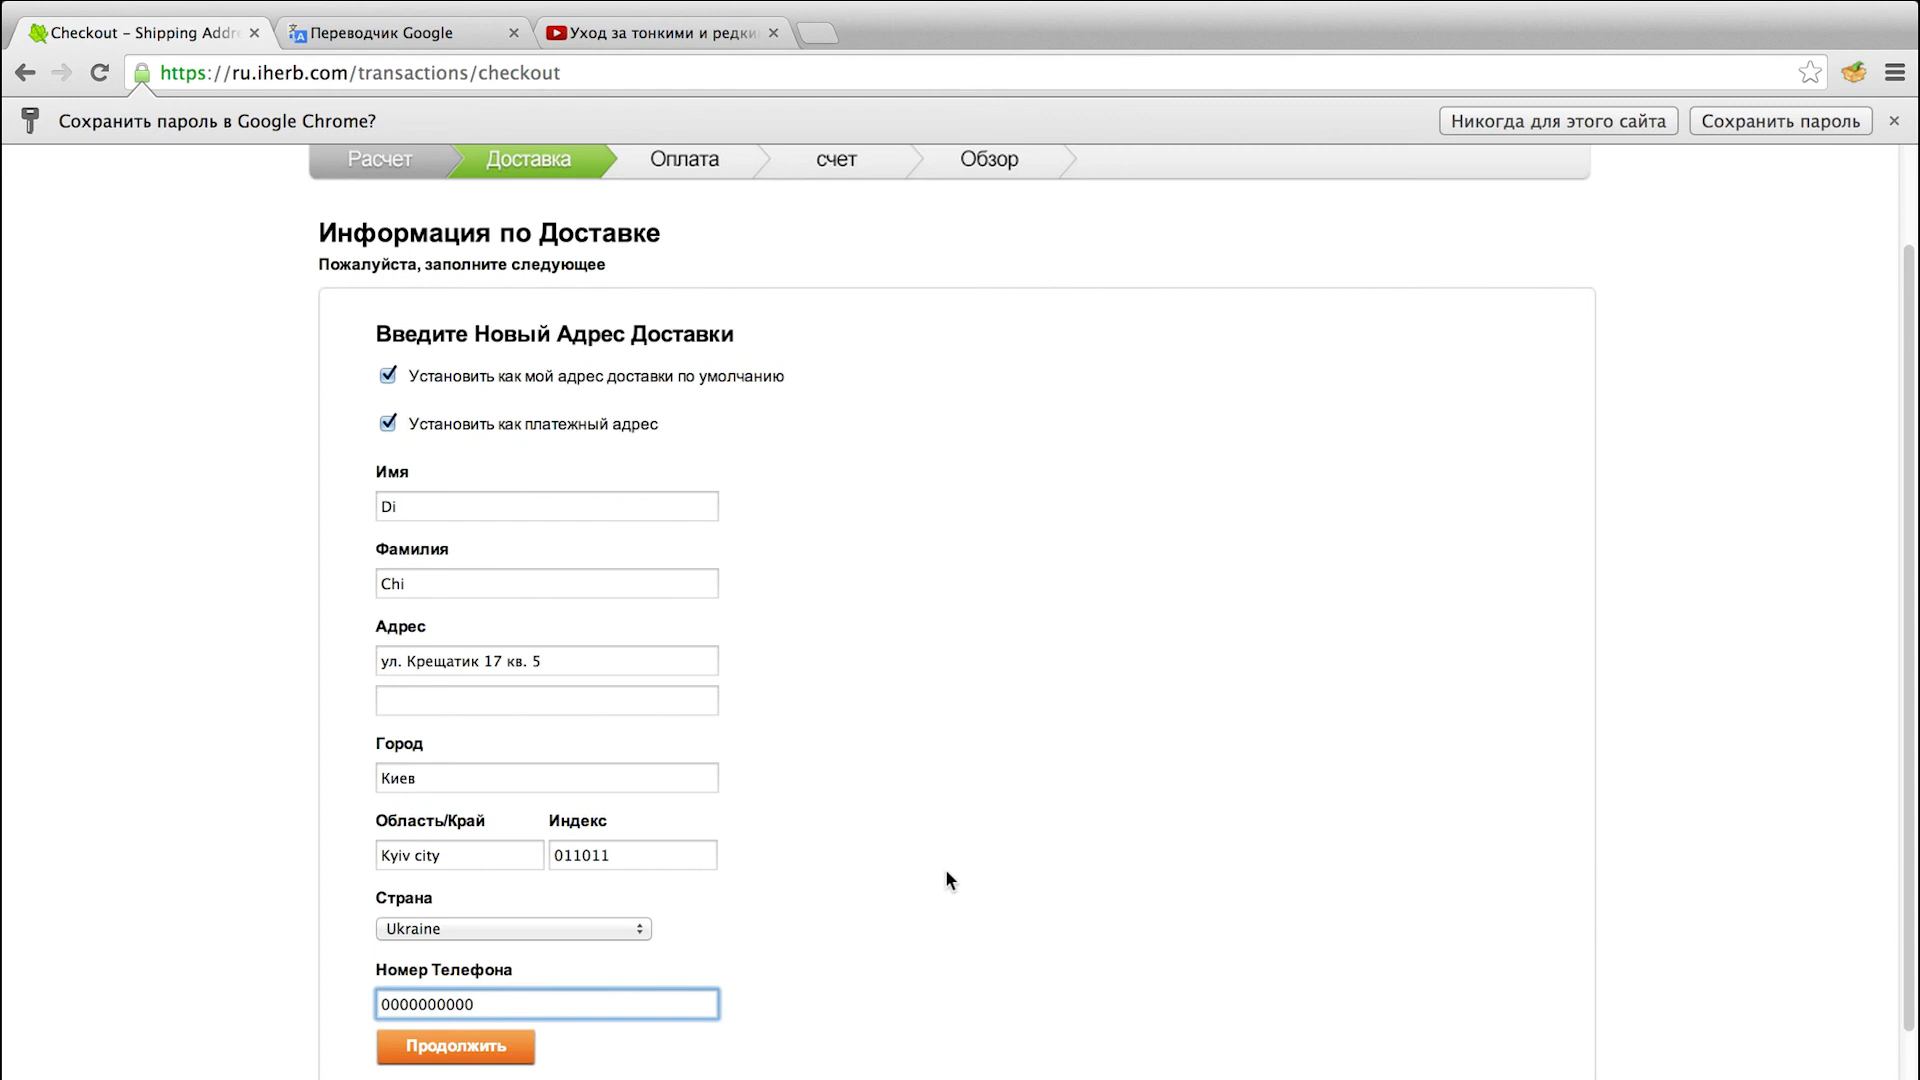 Checkout – Shipping Addr
Переводчик Google
Уход за тонкими и редки
https://ru.iherb.com/transactions/checkout
Сохранить пароль в Google Chrome?
Никогда для этого сайта
Сохранить пароль
Расчет
Доставка
Оплата
счет
Обзор
Информация по Доставке
Пожалуйста, заполните следующее
Введите Новый Адрес Доставки
Установить как мой адрес доставки по умолчанию
Установить как платежный адрес
Имя
Di
Фамилия
Chi
Адрес
ул. Крещатик 17 кв. 5
Город
Киев
Область/Край Индекс
Kyiv city 011011
Страна
Ukraine
Номер Телефона
0000000000
Продолжить